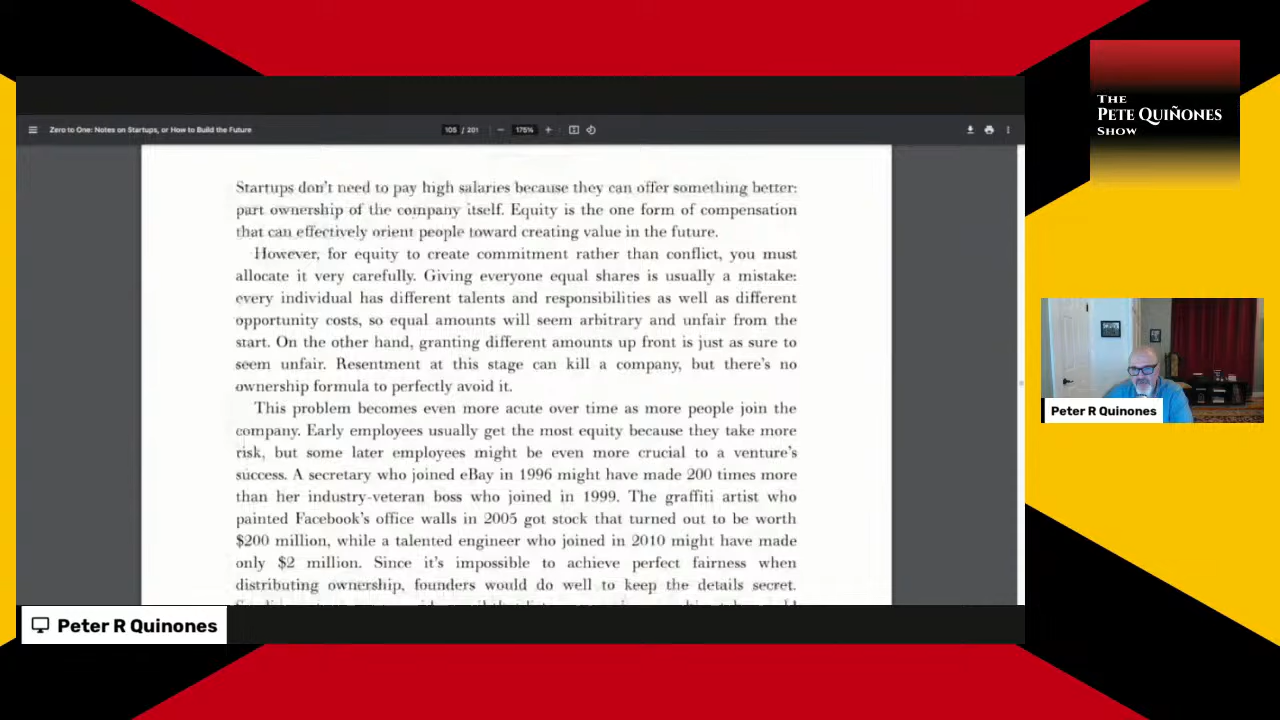 THE
PETE QUIÑONES
SHOW
Zero to One: Notes on Startups, or How to Build the Future
105 / 201
175%
Startups don't need to pay high salaries because they can offer something better:
part ownership of the company itself. Equity is the one form of compensation
that can effectively orient people toward creating value in the future.
However, for equity to create commitment rather than conflict, you must
allocate it very carefully. Giving everyone equal shares is usually a mistake:
every individual has different talents and responsibilities as well as different
opportunity costs, so equal amounts will seem arbitrary and unfair from the
start. On the other hand, granting different amounts up front is just as sure to
seem unfair. Resentment at this stage can kill a company, but there's no
ownership formula to perfectly avoid it.
This problem becomes even more acute over time as more people join the
company. Early employees usually get the most equity because they take more
risk, but some later employees might be even more crucial to a venture's
success. A secretary who joined eBay in 1996 might have made 200 times more
than her industry-veteran boss who joined in 1999. The graffiti artist who
painted Facebook's office walls in 2005 got stock that turned out to be worth
$200 million, while a talented engineer who joined in 2010 might have made
only $2 million. Since it's impossible to achieve perfect fairness when
distributing ownership, founders would do well to keep the details secret.
Peter R Quinones
Peter R Quinones